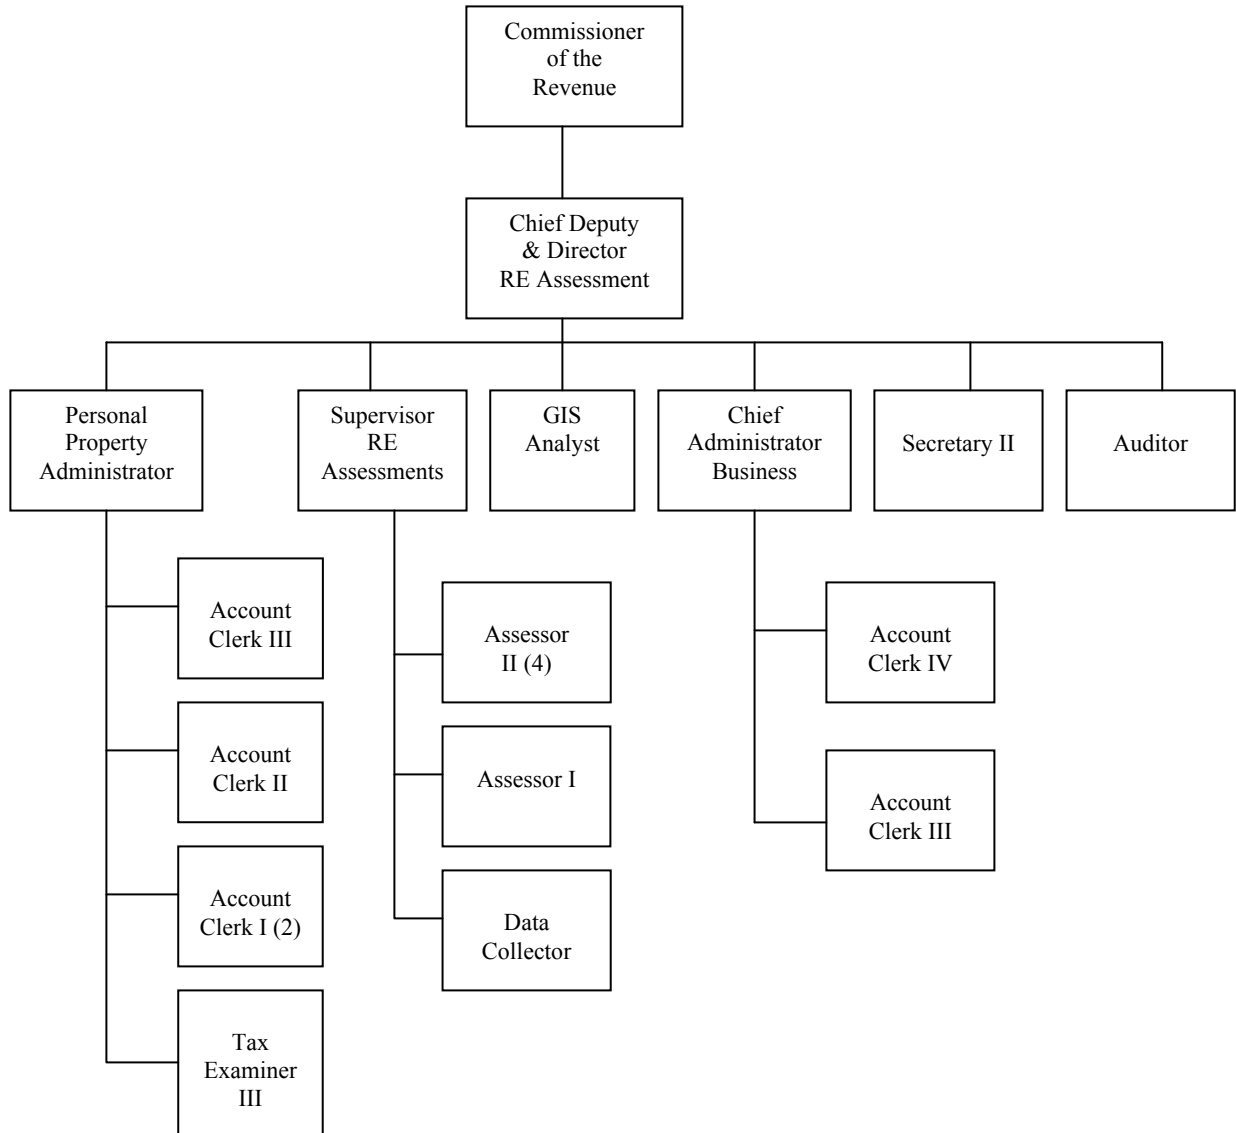 Commissioner
of the
Revenue
Chief Deputy
& Director
RE Assessment
Personal
Property
Administrator
Supervisor
RE
Assessments
GIS
Analyst
Chief
Administrator
Business
Secretary II
Auditor
Account
Clerk III
Account
Clerk II
Account
Clerk I (2)
Tax
Examiner
III
Assessor
II (4)
Assessor I
Data
Collector
Account
Clerk IV
Account
Clerk III